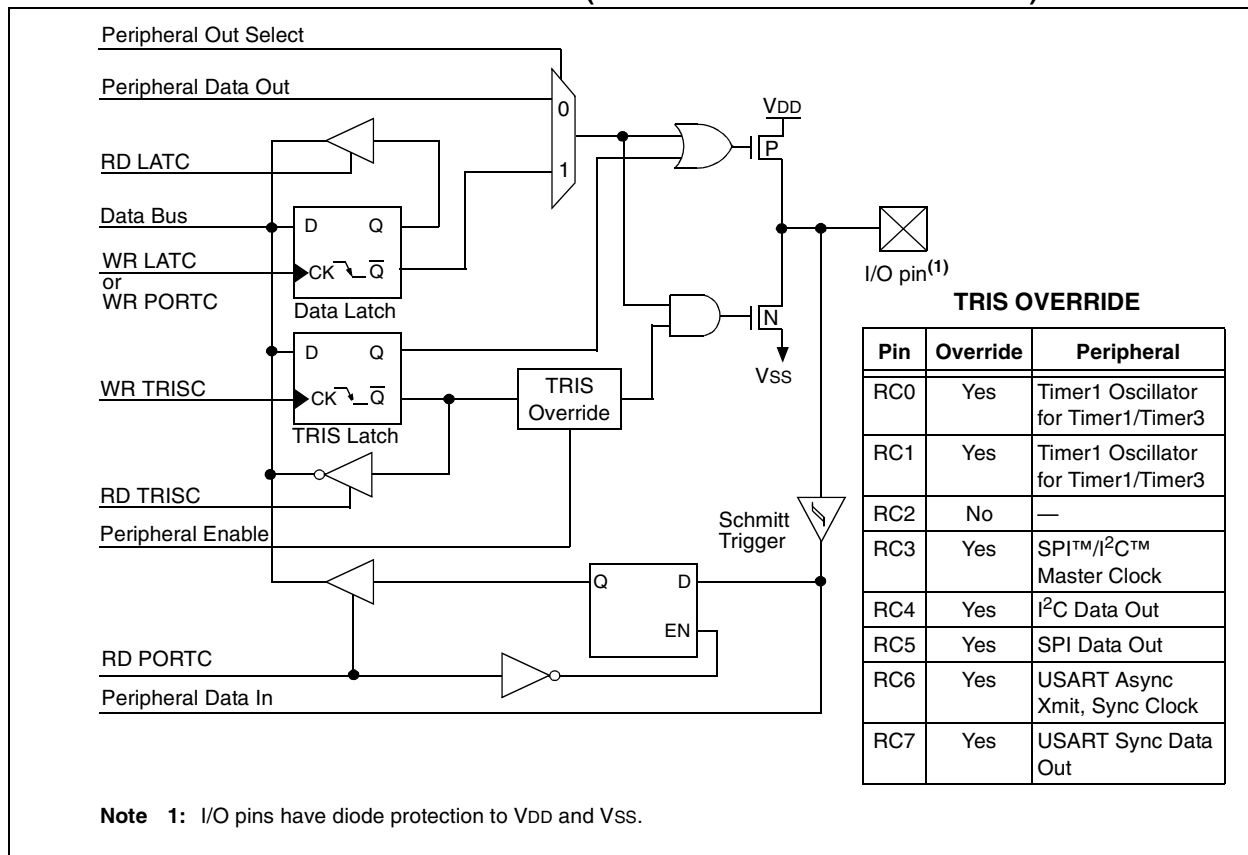 Peripheral Out Select
Peripheral Data Out
0
1
VDD
P
RD LATC
Data Bus
D Q
WR LATC
or
WR PORTC
CK Q̅
Data Latch
I/O pin(1)
N
VSS
D Q
WR TRISC
CK Q̅
TRIS Latch
TRIS
Override
RD TRISC
Peripheral Enable
Schmitt
Trigger
Q D
EN
RD PORTC
Peripheral Data In
TRIS OVERRIDE
Pin Override Peripheral
RC0 Yes Timer1 Oscillator
for Timer1/Timer3
RC1 Yes Timer1 Oscillator
for Timer1/Timer3
RC2 No —
RC3 Yes SPI™/I²C™
Master Clock
RC4 Yes I²C Data Out
RC5 Yes SPI Data Out
RC6 Yes USART Async
Xmit, Sync Clock
RC7 Yes USART Sync Data
Out
Note 1: I/O pins have diode protection to VDD and VSS.